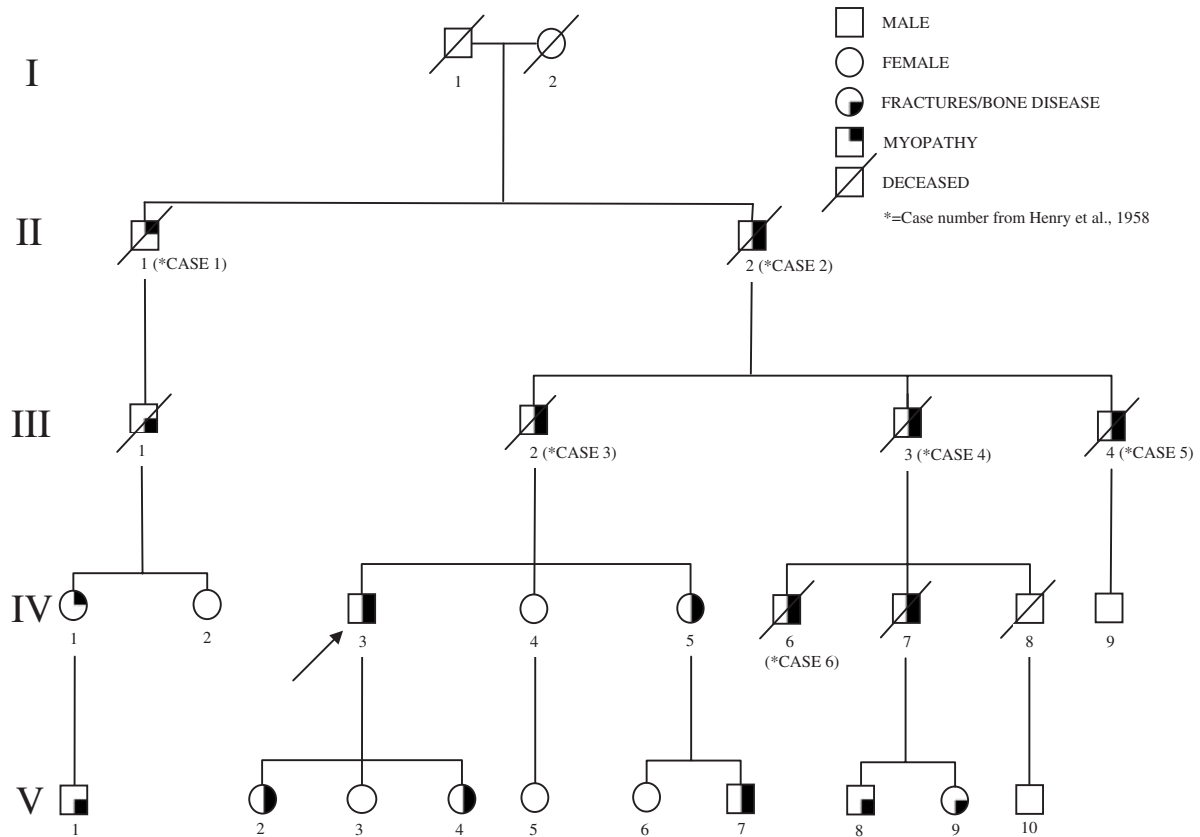 I
1
2
MALE
FEMALE
FRACTURES/BONE DISEASE
MYOPATHY
DECEASED
*=Case number from Henry et al., 1958
II
1 (*CASE 1)
2 (*CASE 2)
III
1
2 (*CASE 3)
3 (*CASE 4)
4 (*CASE 5)
IV
1
2
3
4
5
6
(*CASE 6)
7
8
9
V
1
2
3
4
5
6
7
8
9
10